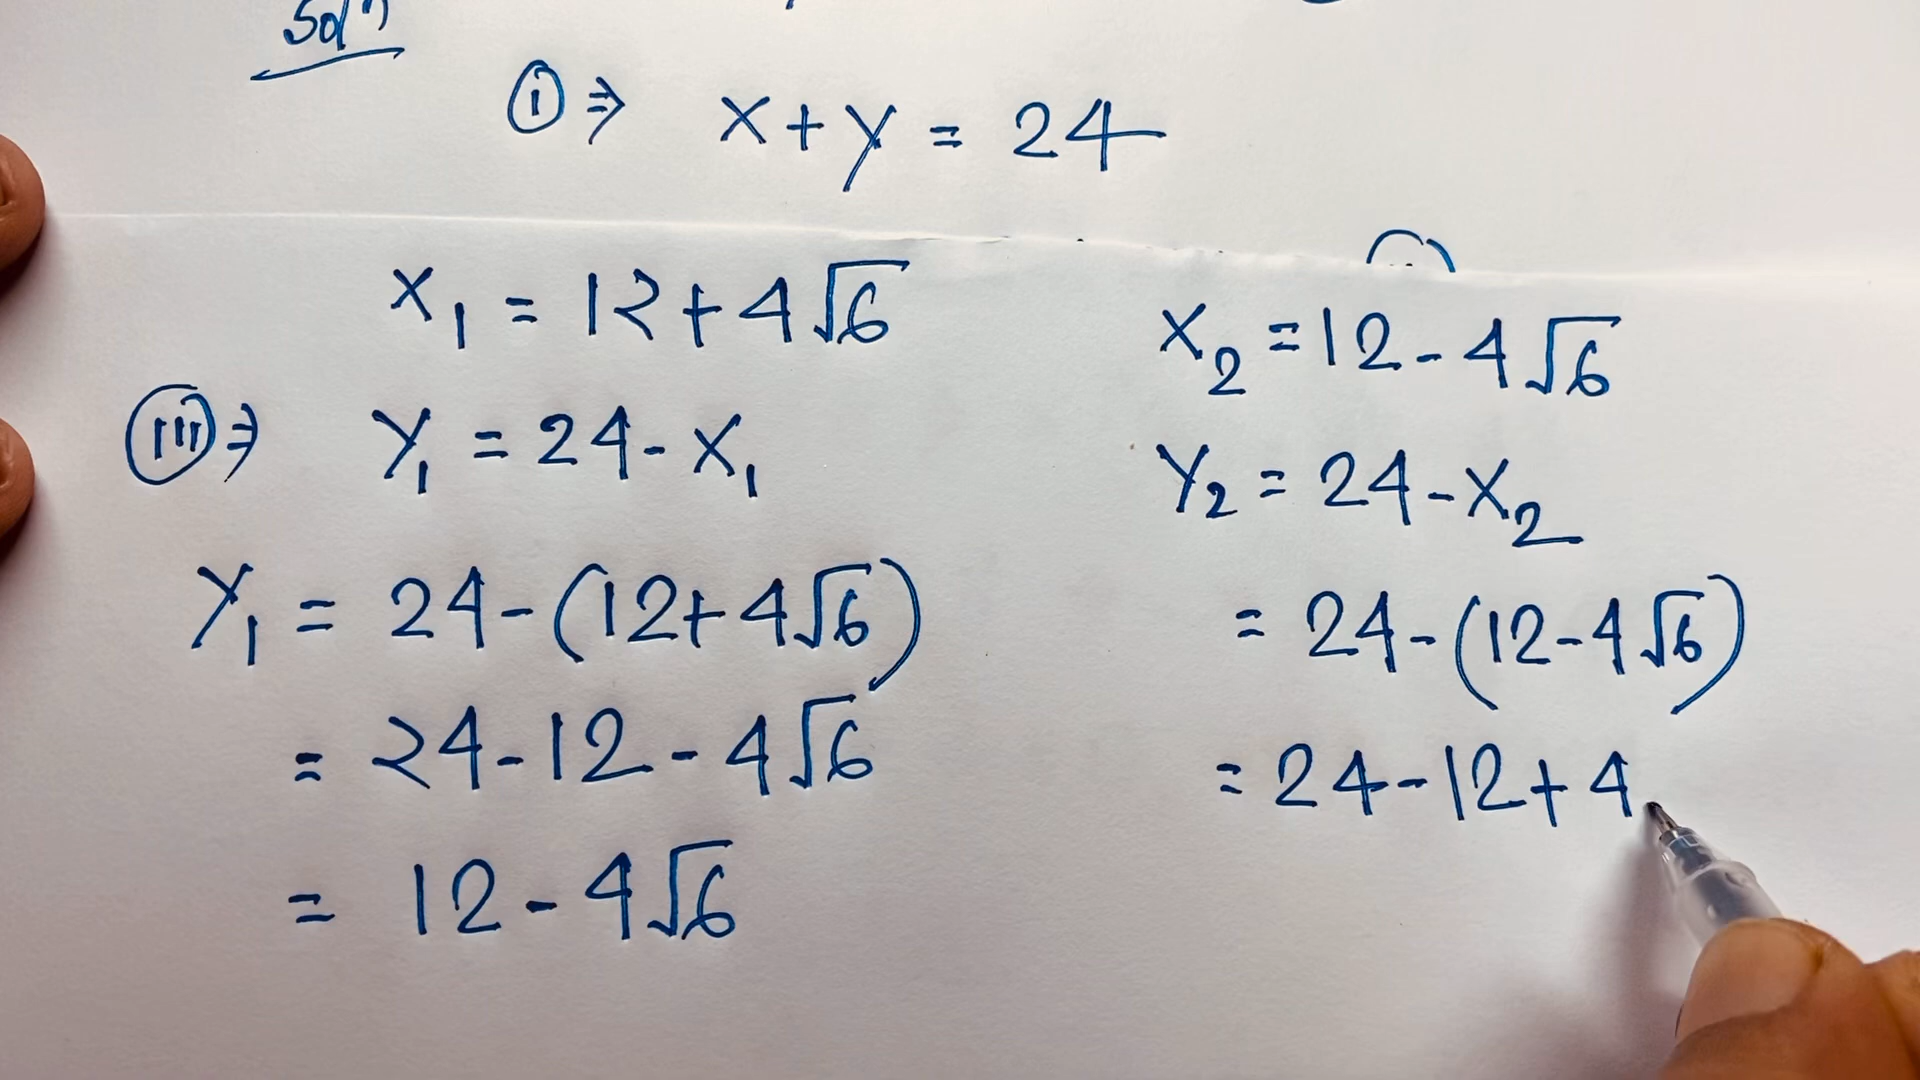 Solⁿ
(i) ⇒ x + y = 24
x₁ = 12 + 4√6
x₂ = 12 - 4√6
(iii) ⇒ y₁ = 24 - x₁
y₂ = 24 - x₂
y₁ = 24 - (12 + 4√6)
= 24 - (12 - 4√6)
= 24 - 12 - 4√6
= 24 - 12 + 4
= 12 - 4√6